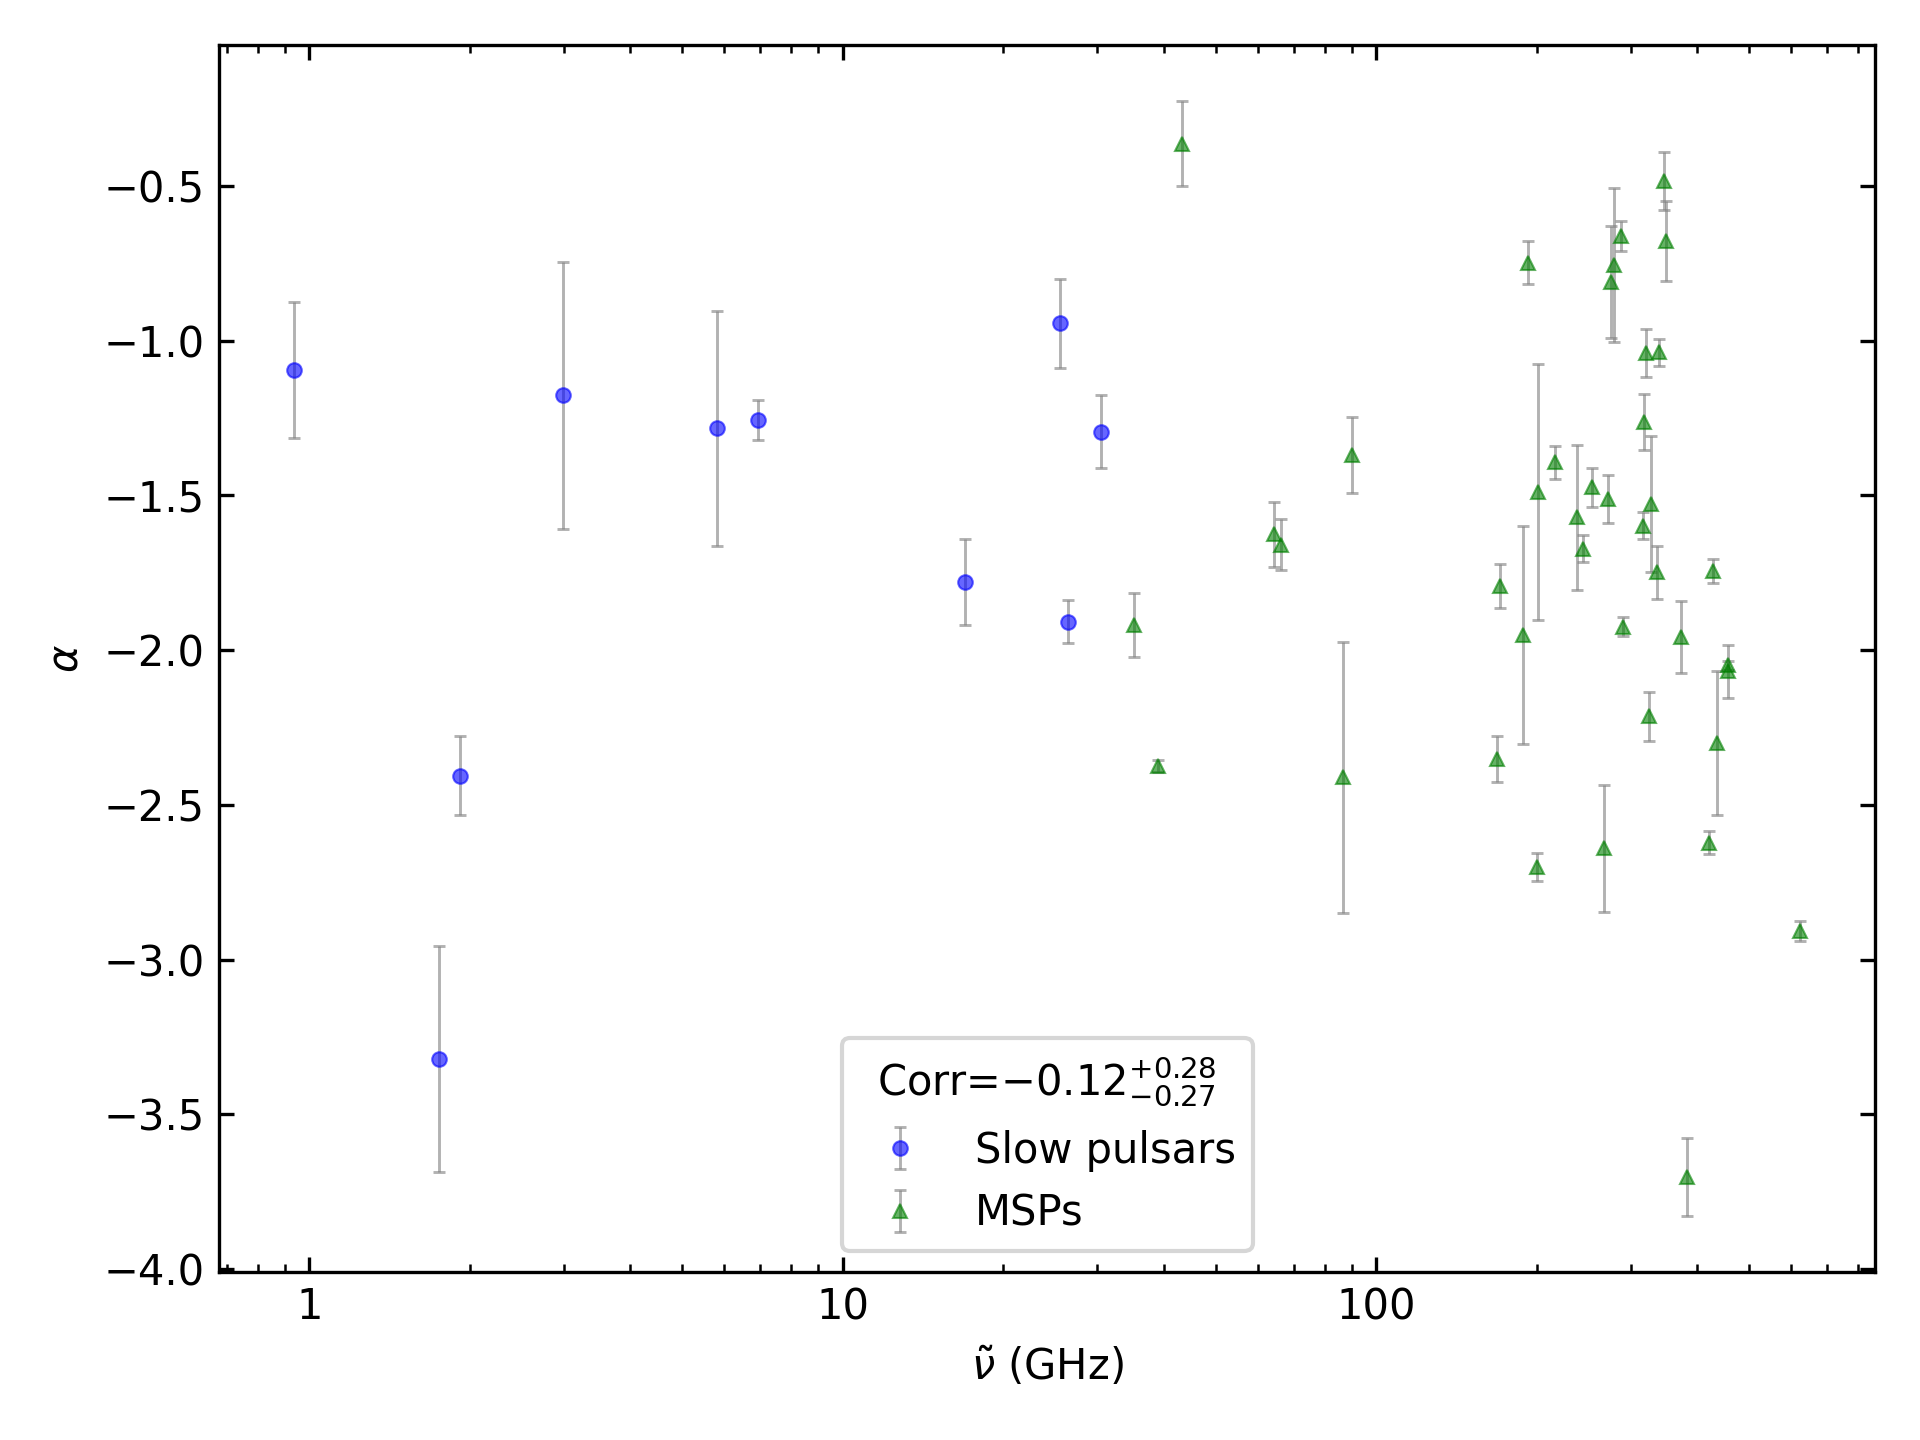 −0.5
−1.0
−1.5
−2.0
−2.5
−3.0
−3.5
−4.0
α
Corr=−0.12+0.28−0.27
Slow pulsars
MSPs
1 10 100
ν̃ (GHz)